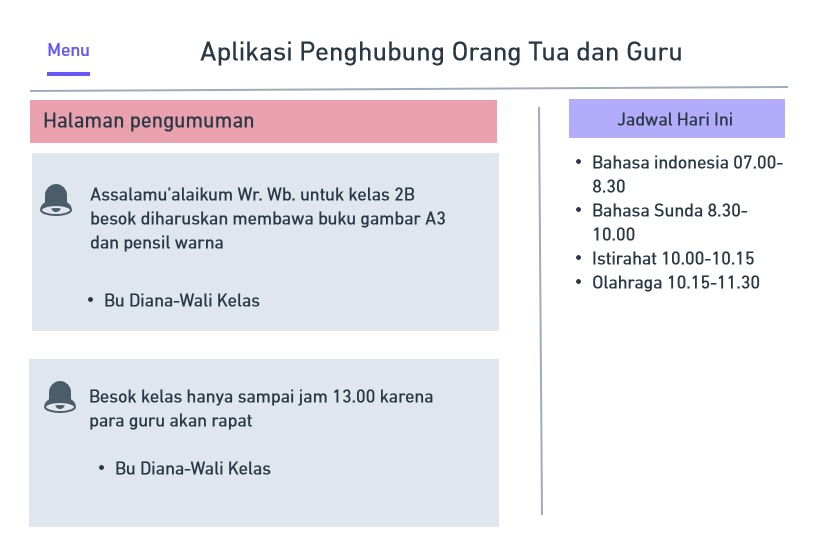 Menu
Aplikasi Penghubung Orang Tua dan Guru
Halaman pengumuman
Assalamu’alaikum Wr. Wb. untuk kelas 2B
besok diharuskan membawa buku gambar A3
dan pensil warna
• Bu Diana-Wali Kelas
Besok kelas hanya sampai jam 13.00 karena
para guru akan rapat
• Bu Diana-Wali Kelas
Jadwal Hari Ini
• Bahasa indonesia 07.00-
8.30
• Bahasa Sunda 8.30-
10.00
• Istirahat 10.00-10.15
• Olahraga 10.15-11.30